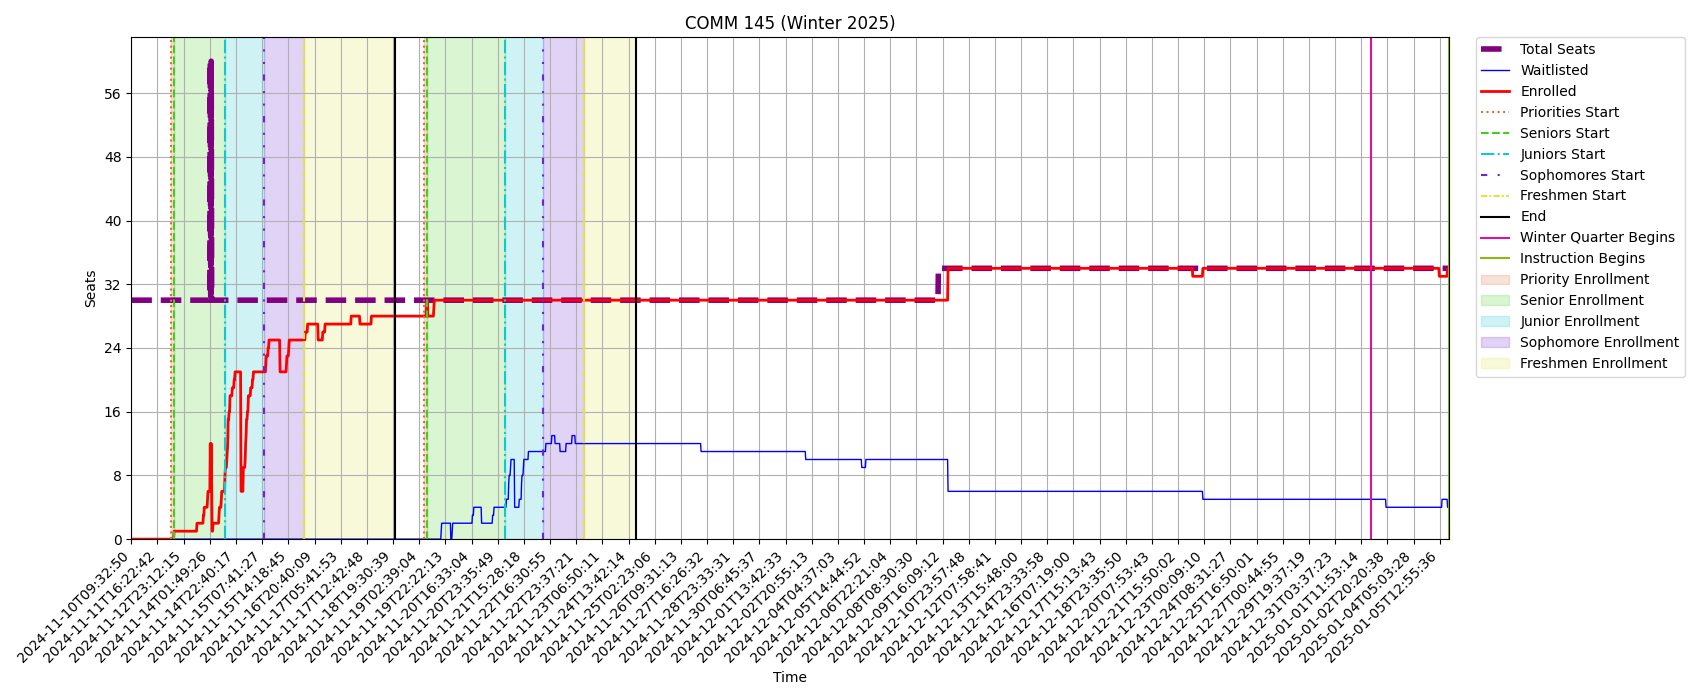 COMM 145 (Winter 2025)
Seats
56
48
40
32
24
16
8
0
2024-11-10T09:32:50
2024-11-11T16:22:42
2024-11-12T23:12:15
2024-11-14T01:49:26
2024-11-14T22:40:17
2024-11-15T07:41:27
2024-11-15T14:18:45
2024-11-16T20:40:09
2024-11-17T05:41:53
2024-11-17T12:42:48
2024-11-18T19:30:39
2024-11-19T02:39:04
2024-11-19T22:22:13
2024-11-20T16:33:04
2024-11-20T23:35:49
2024-11-21T15:28:18
2024-11-22T16:30:55
2024-11-22T23:37:21
2024-11-23T06:50:11
2024-11-24T13:42:14
2024-11-25T02:23:06
2024-11-26T09:31:13
2024-11-27T16:26:32
2024-11-28T23:33:31
2024-11-30T06:45:37
2024-12-01T13:42:33
2024-12-02T20:55:13
2024-12-04T04:37:03
2024-12-05T14:44:52
2024-12-06T22:21:04
2024-12-08T08:30:30
2024-12-09T16:09:12
2024-12-10T23:57:48
2024-12-12T07:58:41
2024-12-13T15:48:00
2024-12-14T23:33:58
2024-12-16T07:19:00
2024-12-17T15:13:43
2024-12-18T23:35:50
2024-12-20T07:53:43
2024-12-21T15:50:02
2024-12-23T00:09:10
2024-12-24T08:31:27
2024-12-25T16:50:01
2024-12-27T00:44:55
2024-12-29T19:37:19
2024-12-31T03:37:23
2025-01-01T11:53:14
2025-01-02T20:20:38
2025-01-04T05:03:28
2025-01-05T12:55:36
Time
Total Seats
Waitlisted
Enrolled
Priorities Start
Seniors Start
Juniors Start
Sophomores Start
Freshmen Start
End
Winter Quarter Begins
Instruction Begins
Priority Enrollment
Senior Enrollment
Junior Enrollment
Sophomore Enrollment
Freshmen Enrollment